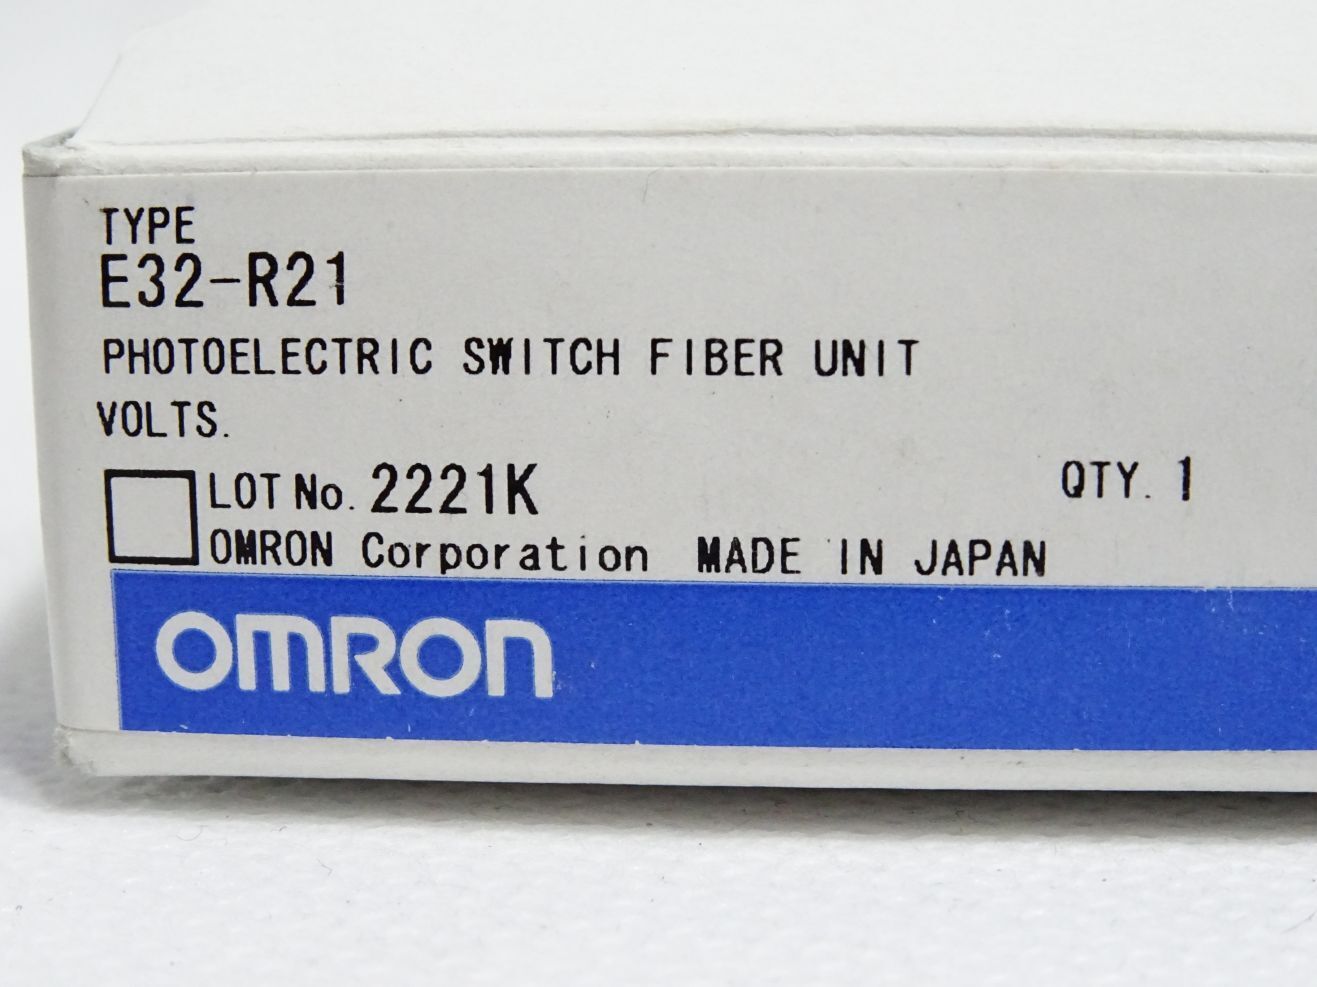 TYPE
E32-R21
PHOTOELECTRIC SWITCH FIBER UNIT
VOLTS.
LOT No. 2221K QTY. 1
OMRON Corporation MADE IN JAPAN
OMRON